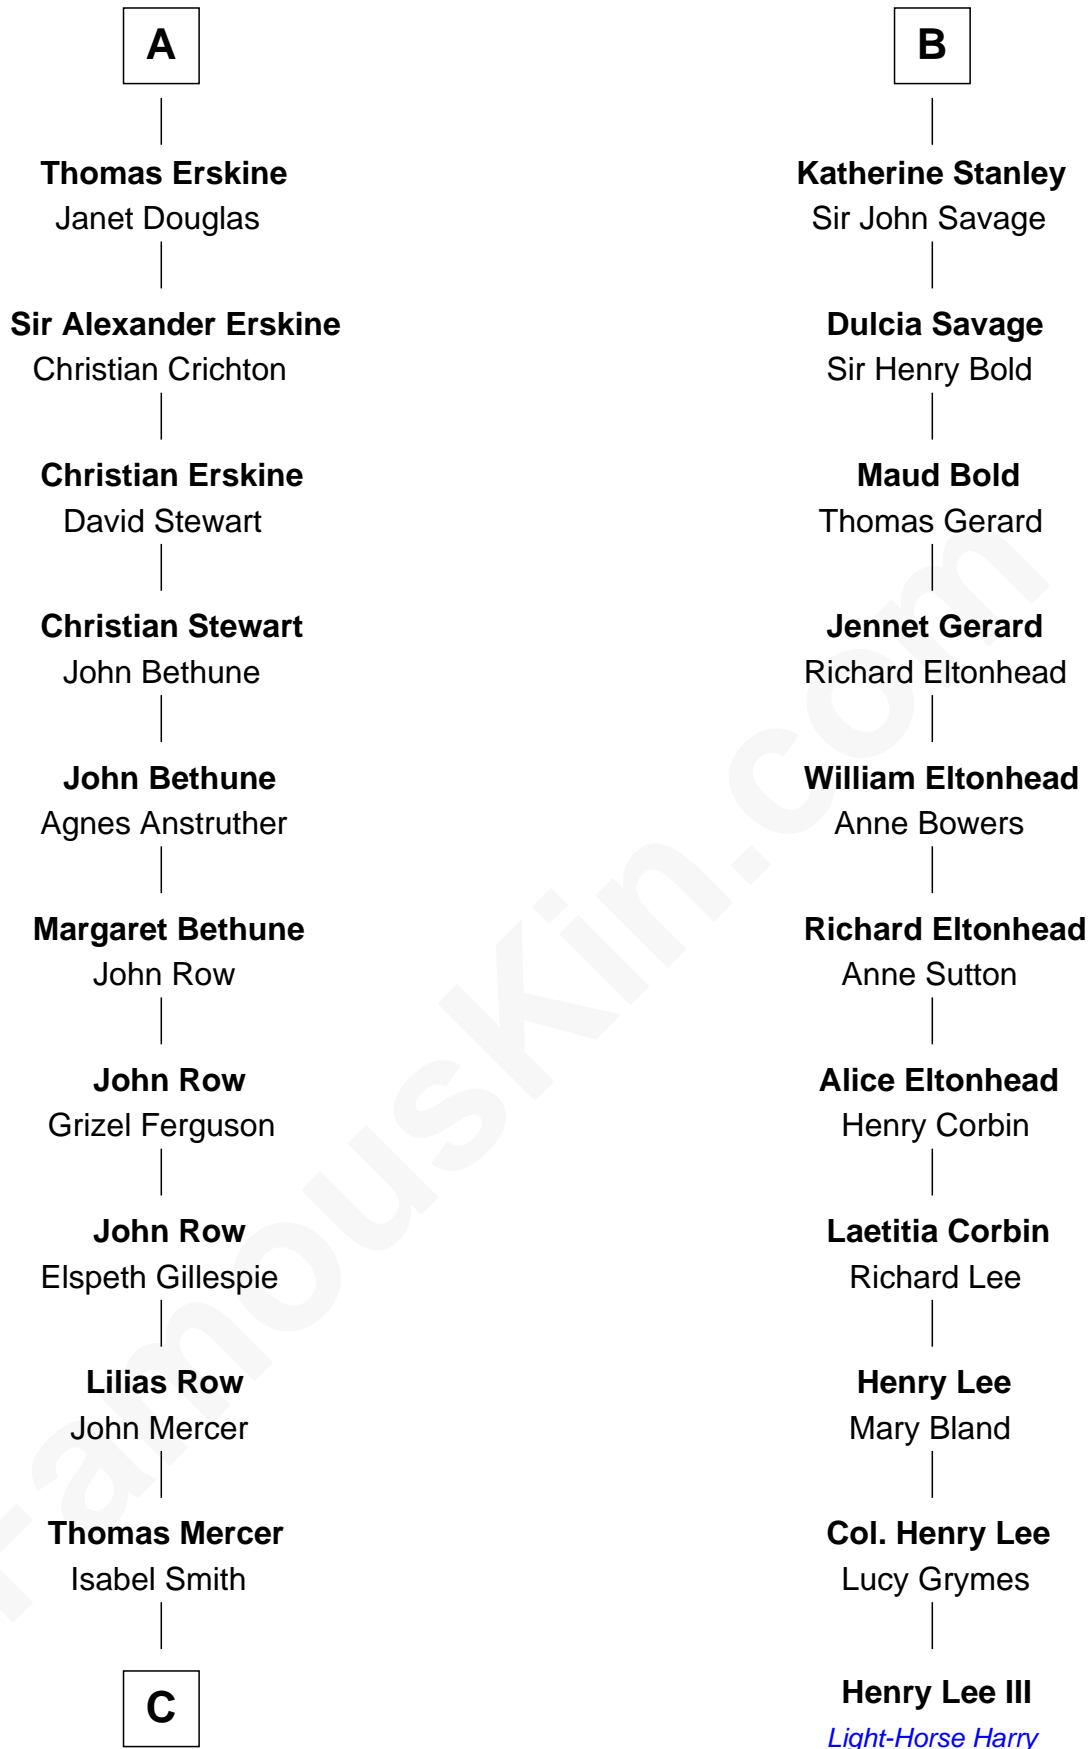 A
Thomas Erskine
Janet Douglas
Sir Alexander Erskine
Christian Crichton
Christian Erskine
David Stewart
Christian Stewart
John Bethune
John Bethune
Agnes Anstruther
Margaret Bethune
John Row
John Row
Grizel Ferguson
John Row
Elspeth Gillespie
Lilias Row
John Mercer
Thomas Mercer
Isabel Smith
C
B
Katherine Stanley
Sir John Savage
Dulcia Savage
Sir Henry Bold
Maud Bold
Thomas Gerard
Jennet Gerard
Richard Eltonhead
William Eltonhead
Anne Bowers
Richard Eltonhead
Anne Sutton
Alice Eltonhead
Henry Corbin
Laetitia Corbin
Richard Lee
Henry Lee
Mary Bland
Col. Henry Lee
Lucy Grymes
Henry Lee III
Light-Horse Harry
FamousKin.com